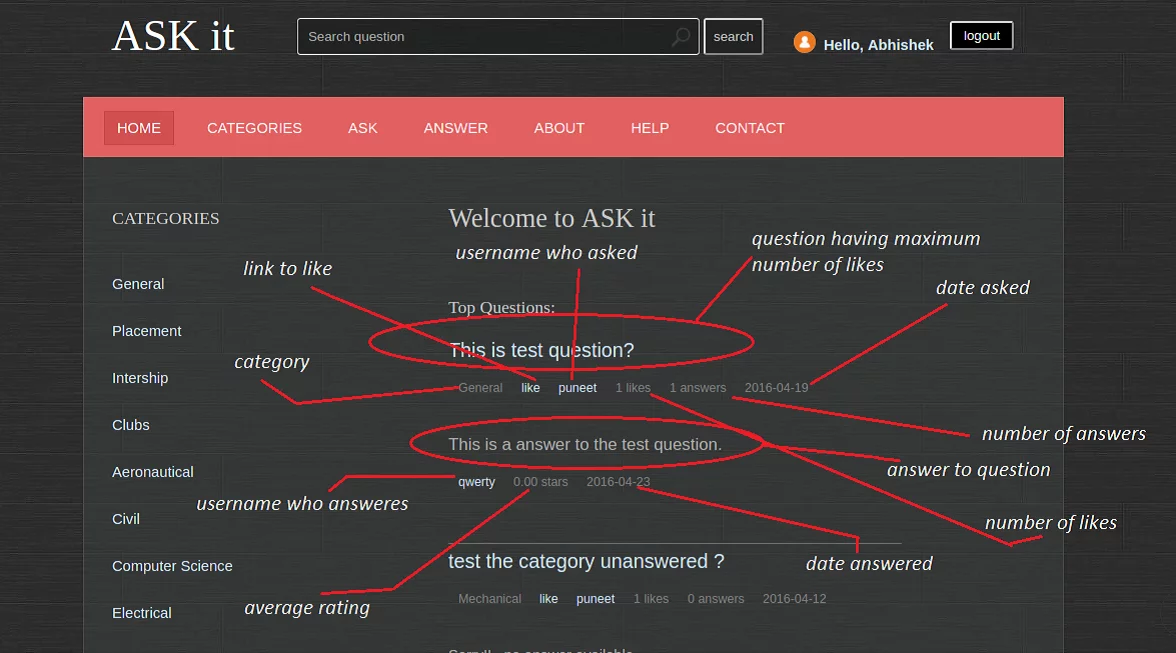 ASK it
Search question
search
Hello, Abhishek
logout
HOME
CATEGORIES
ASK
ANSWER
ABOUT
HELP
CONTACT
CATEGORIES
General
Placement
Intership
Clubs
Aeronautical
Civil
Computer Science
Electrical
Welcome to ASK it
username who asked
question having maximum
number of likes
link to like
date asked
Top Questions:
This is test question?
category
General like puneet 1 likes 1 answers 2016-04-19
number of answers
This is a answer to the test question.
answer to question
qwerty 0.00 stars 2016-04-23
username who answeres
number of likes
date answered
average rating
test the category unanswered ?
Mechanical like puneet 1 likes 0 answers 2016-04-12